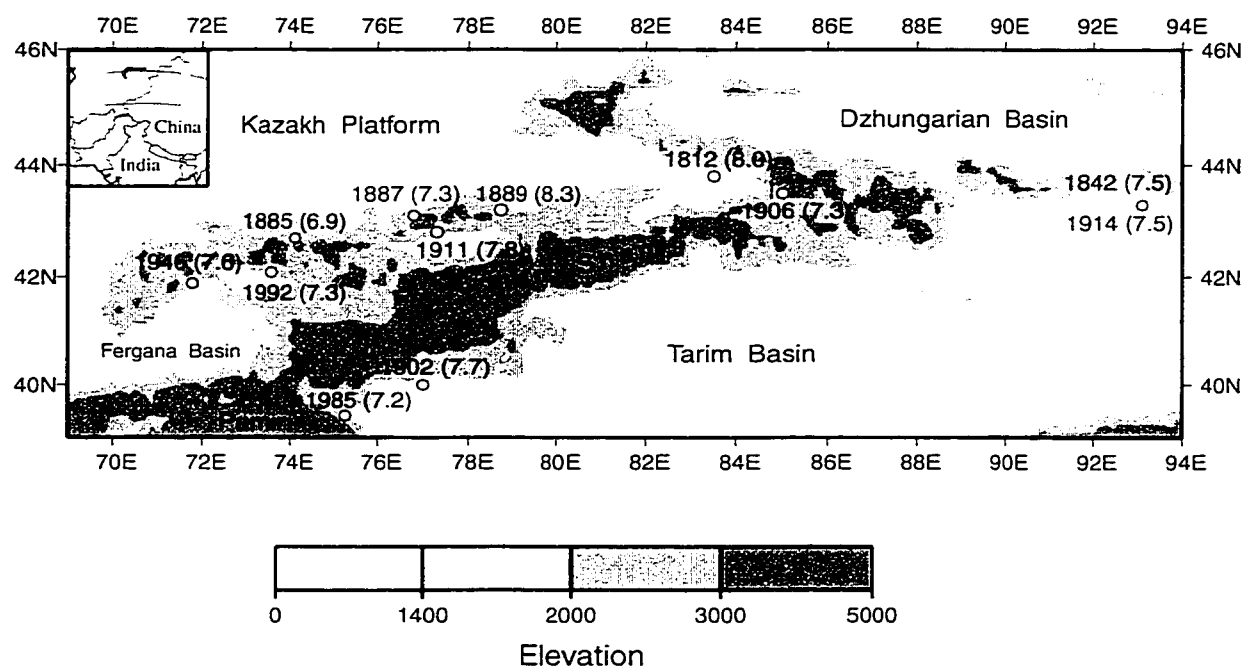 70E 72E 74E 76E 78E 80E 82E 84E 86E 88E 90E 92E 94E
46N 46N
China
India
Kazakh Platform
Dzhungarian Basin
44N 44N
1812 (8.0)
1887 (7.3) 1889 (8.3)
1842 (7.5)
1885 (6.9)
1906 (7.3)
1914 (7.5)
1911 (7.8)
1946 (7.6)
42N 42N
1992 (7.3)
Fergana Basin
Tarim Basin
1902 (7.7)
40N 40N
1985 (7.2)
Pamir
70E 72E 74E 76E 78E 80E 82E 84E 86E 88E 90E 92E 94E
0 1400 2000 3000 5000
Elevation